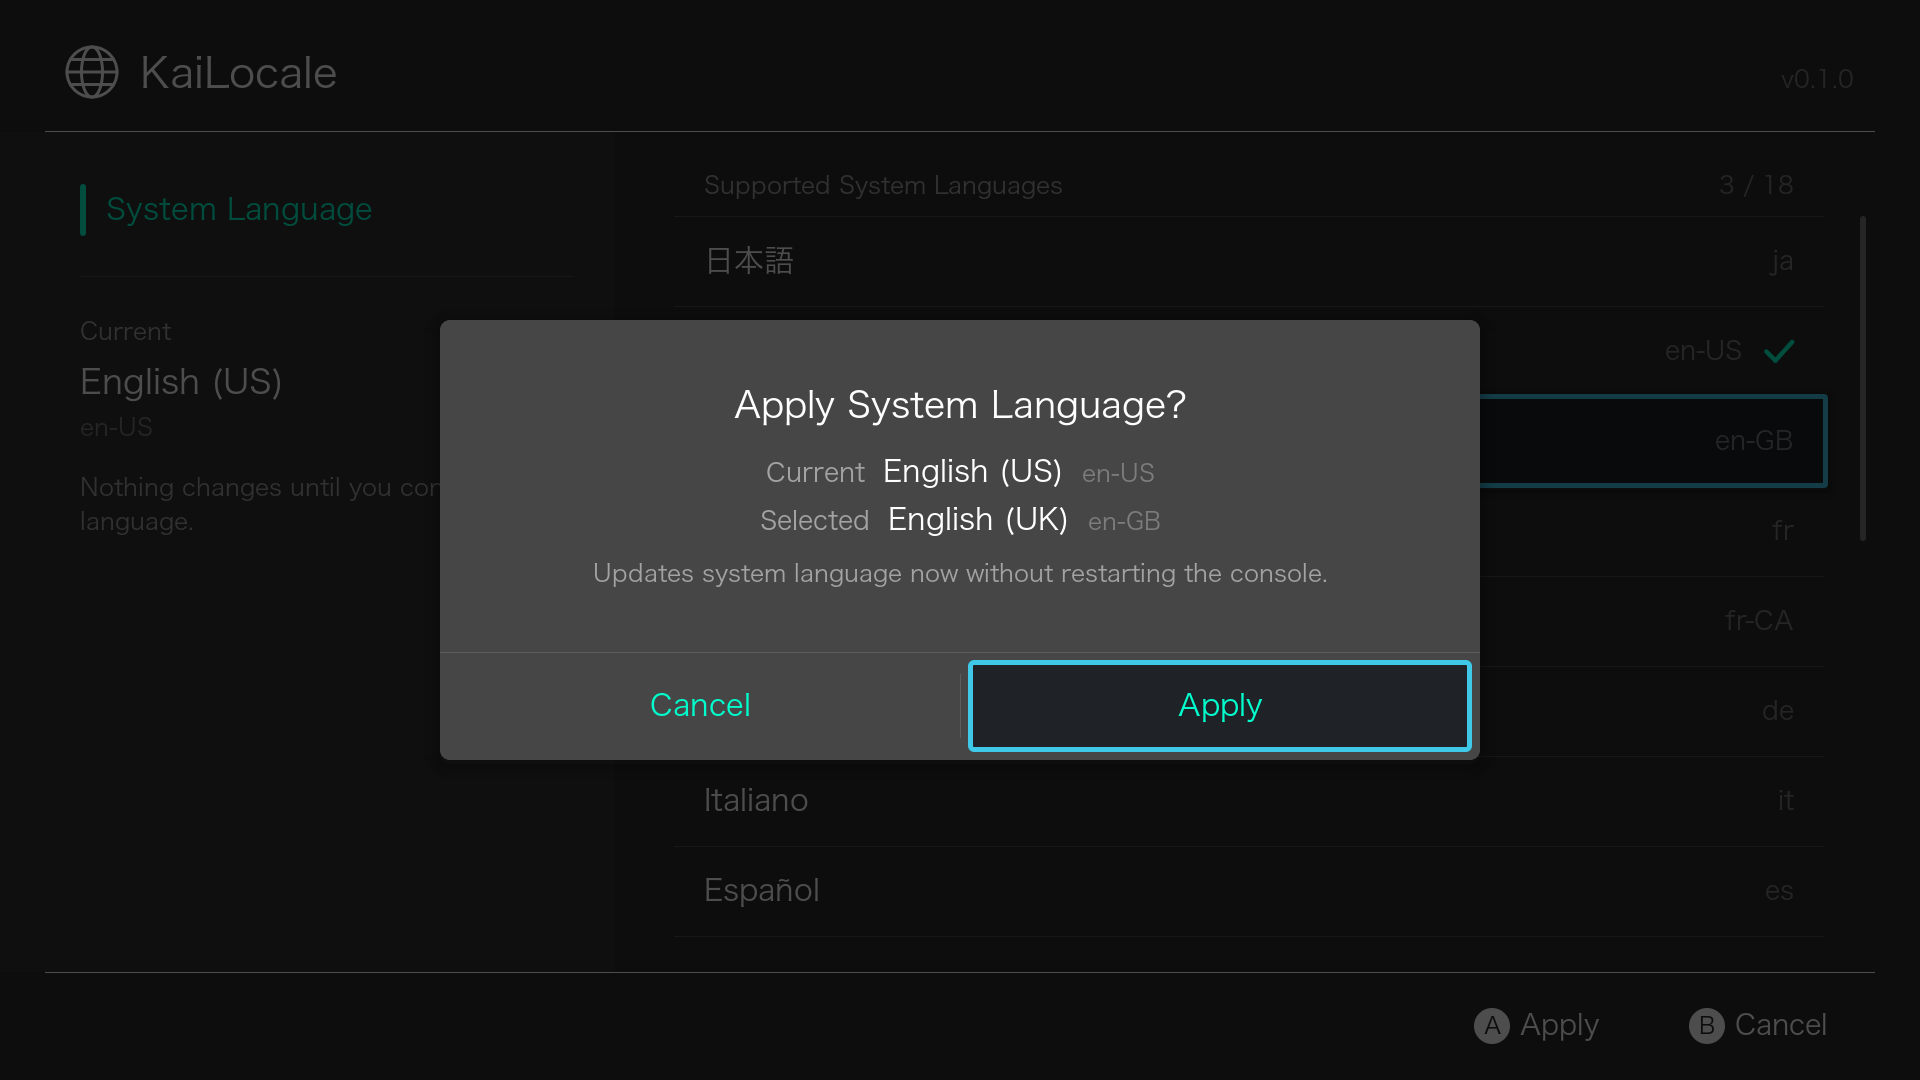 KaiLocale
v0.1.0
System Language
Current
English (US)
en-US
Nothing changes until you con
language.
Supported System Languages
3 / 18
日本語
ja
en-US
en-GB
fr
fr-CA
de
Italiano
it
Español
es
Apply System Language?
Current English (US) en-US
Selected English (UK) en-GB
Updates system language now without restarting the console.
Cancel
Apply
A Apply
B Cancel